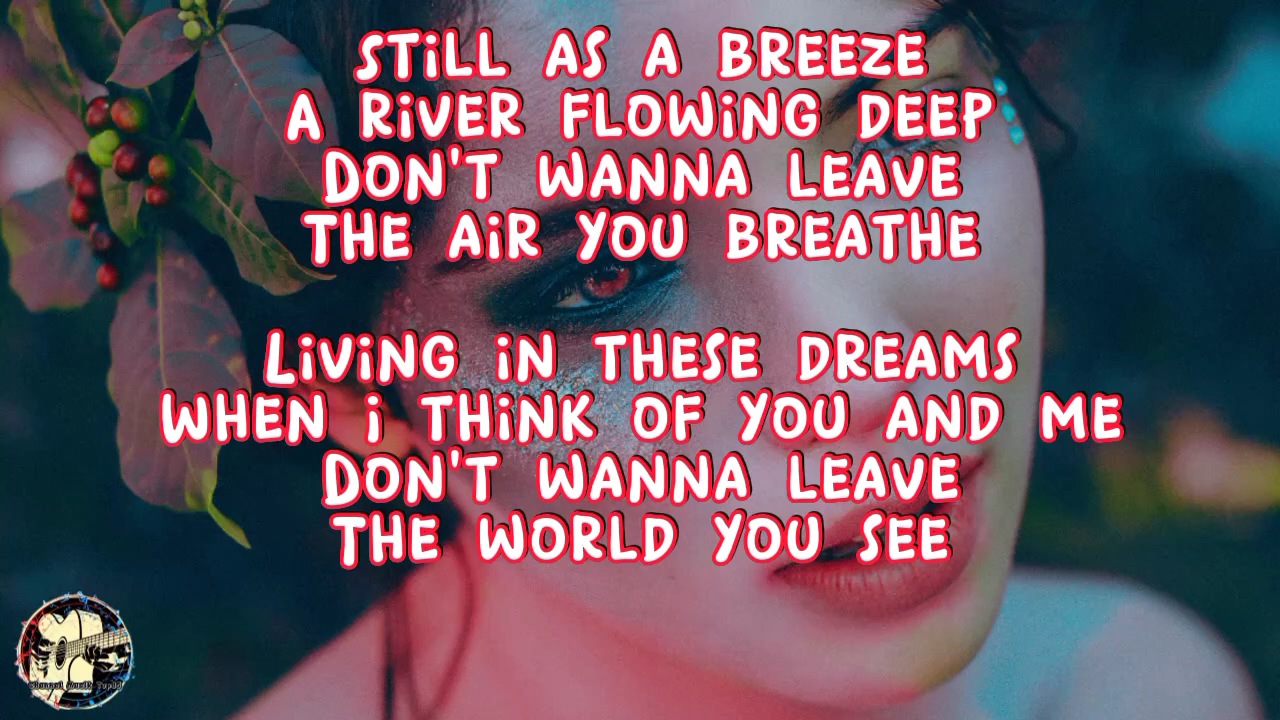 STiLL AS A BREEZE
A RiVER FLOWiNG DEEP
DON'T WANNA LEAVE
THE AiR YOU BREATHE
LiViNG iN THESE DREAMS
WHEN i THiNK OF YOU AND ME
DON'T WANNA LEAVE
THE WORLD YOU SEE